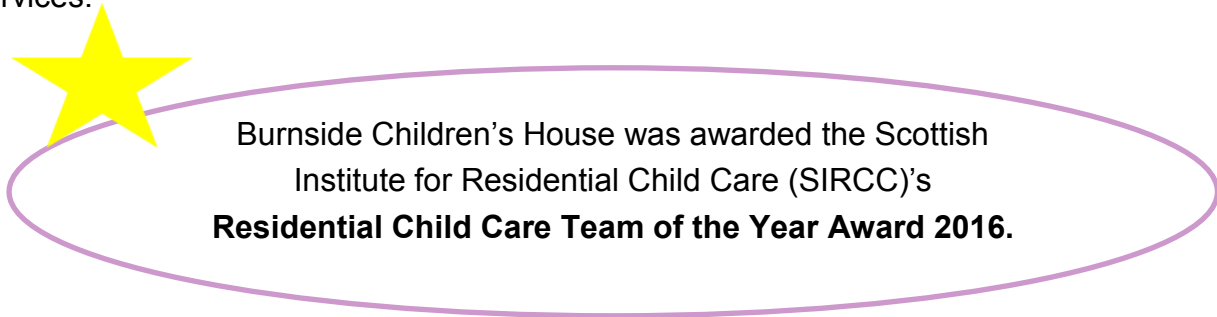 Burnside Children's House was awarded the Scottish
Institute for Residential Child Care (SIRCC)'s
Residential Child Care Team of the Year Award 2016.